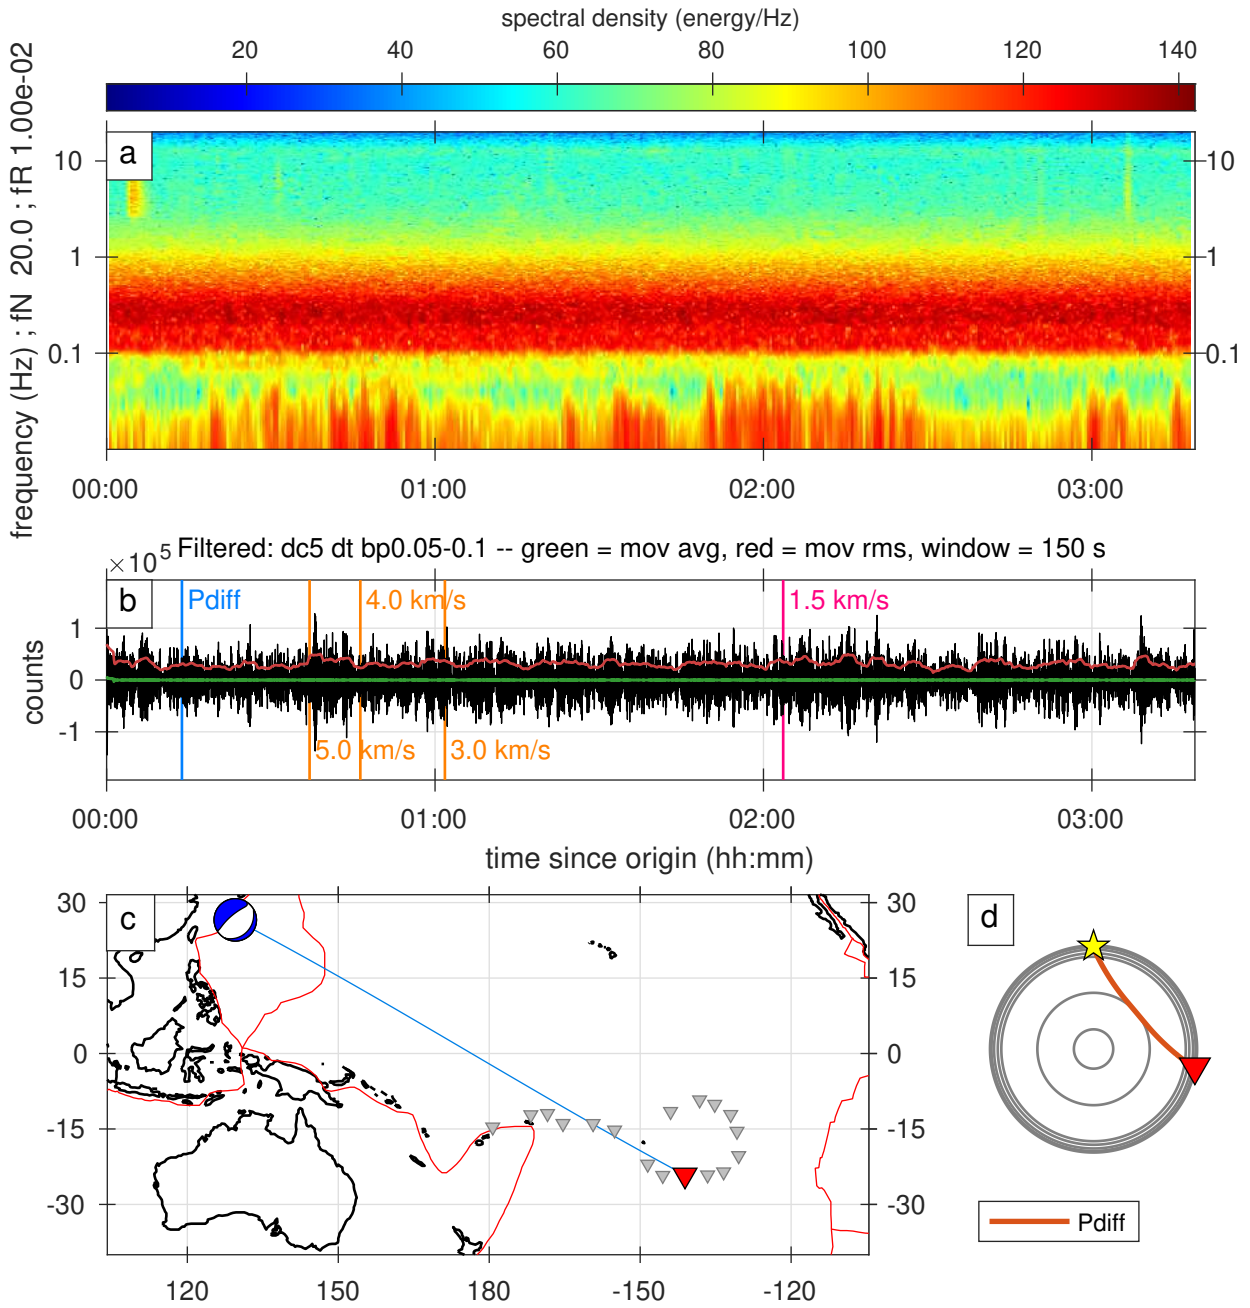 spectral density (energy/Hz)
20 40 60 80 100 120 140
frequency (Hz) ; fN 20.0 ; fR 1.00e-02
a
10 10
1 1
0.1 0.1
00:00 01:00 02:00 03:00
×10⁵ Filtered: dc5 dt bp0.05-0.1 -- green = mov avg, red = mov rms, window = 150 s
b
Pdiff 4.0 km/s 1.5 km/s
counts
1
0
-1
5.0 km/s 3.0 km/s
00:00 01:00 02:00 03:00
time since origin (hh:mm)
c
d
30 30
15 15
0 0
-15 -15
-30 -30
120 150 180 -150 -120
Pdiff